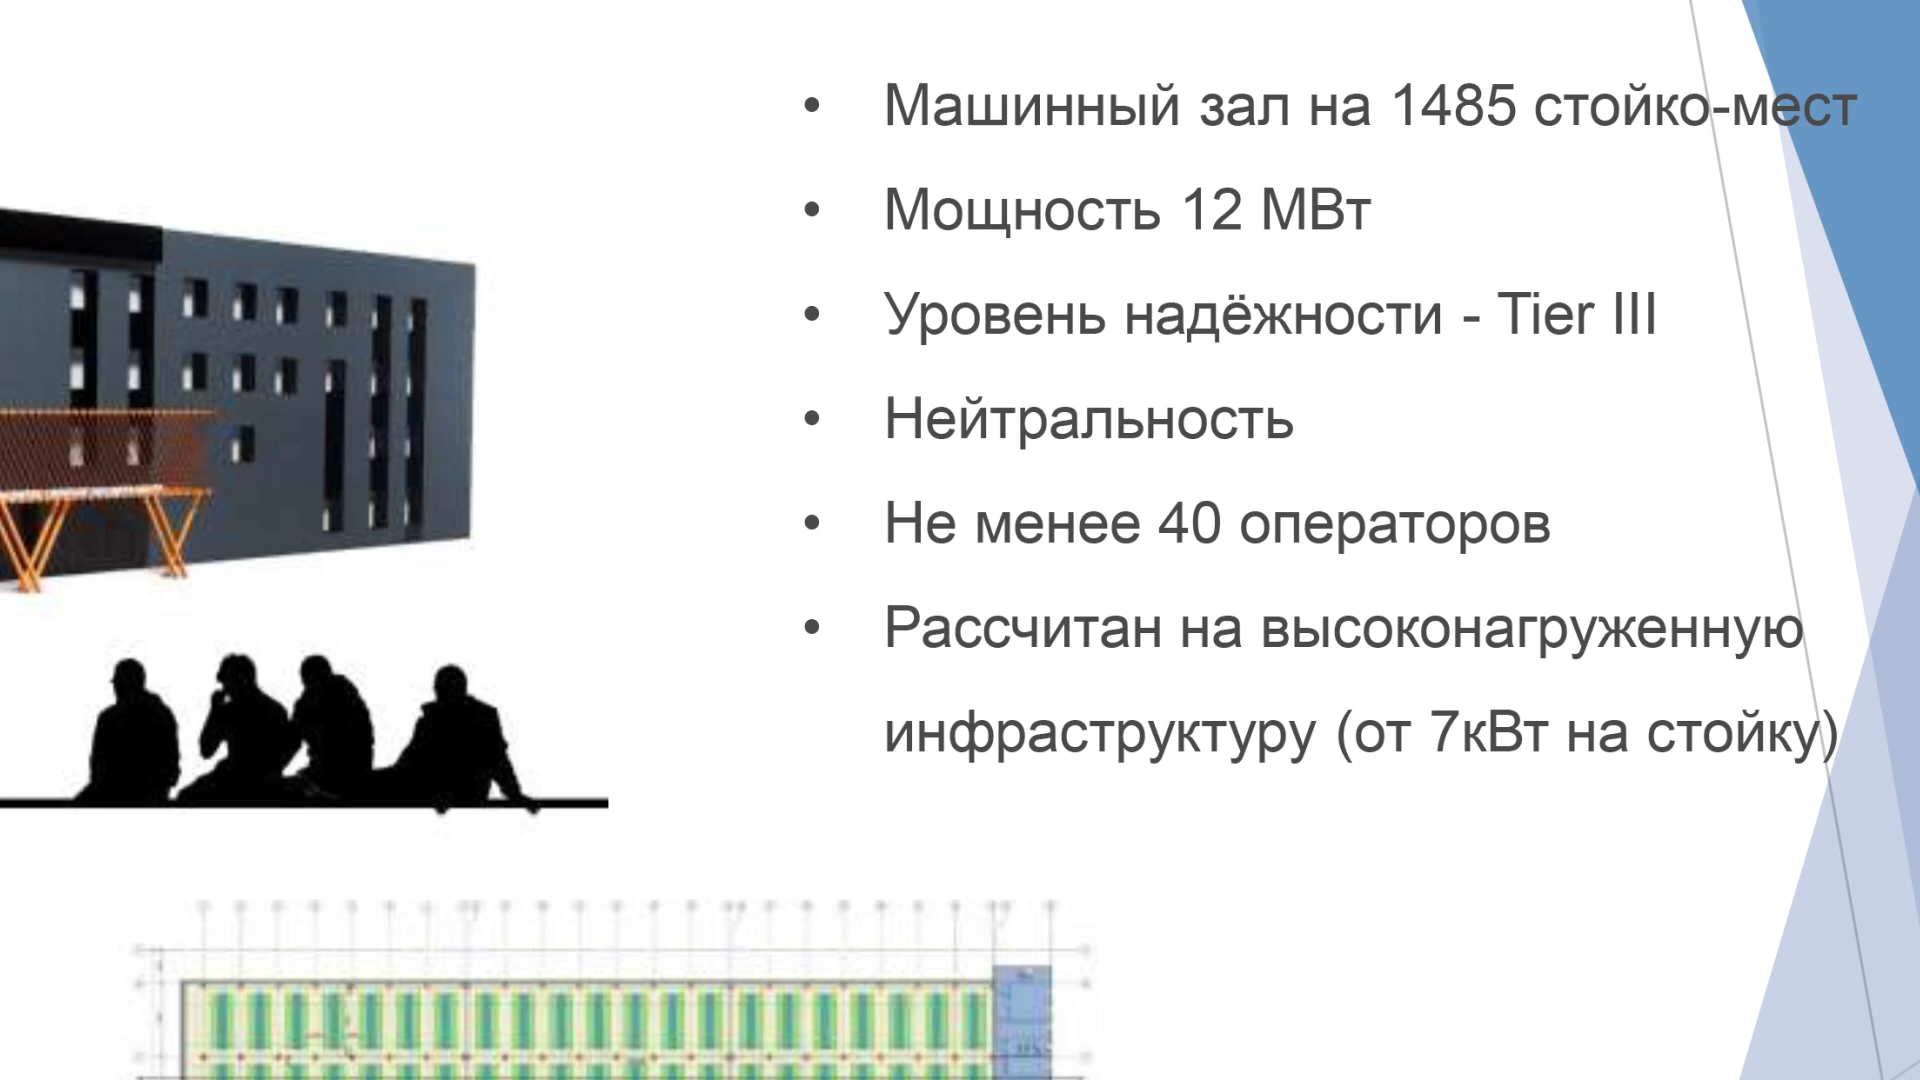 • Машинный зал на 1485 стойко-мест
• Мощность 12 МВт
• Уровень надёжности - Tier III
• Нейтральность
• Не менее 40 операторов
• Рассчитан на высоконагруженную
инфраструктуру (от 7кВт на стойку)